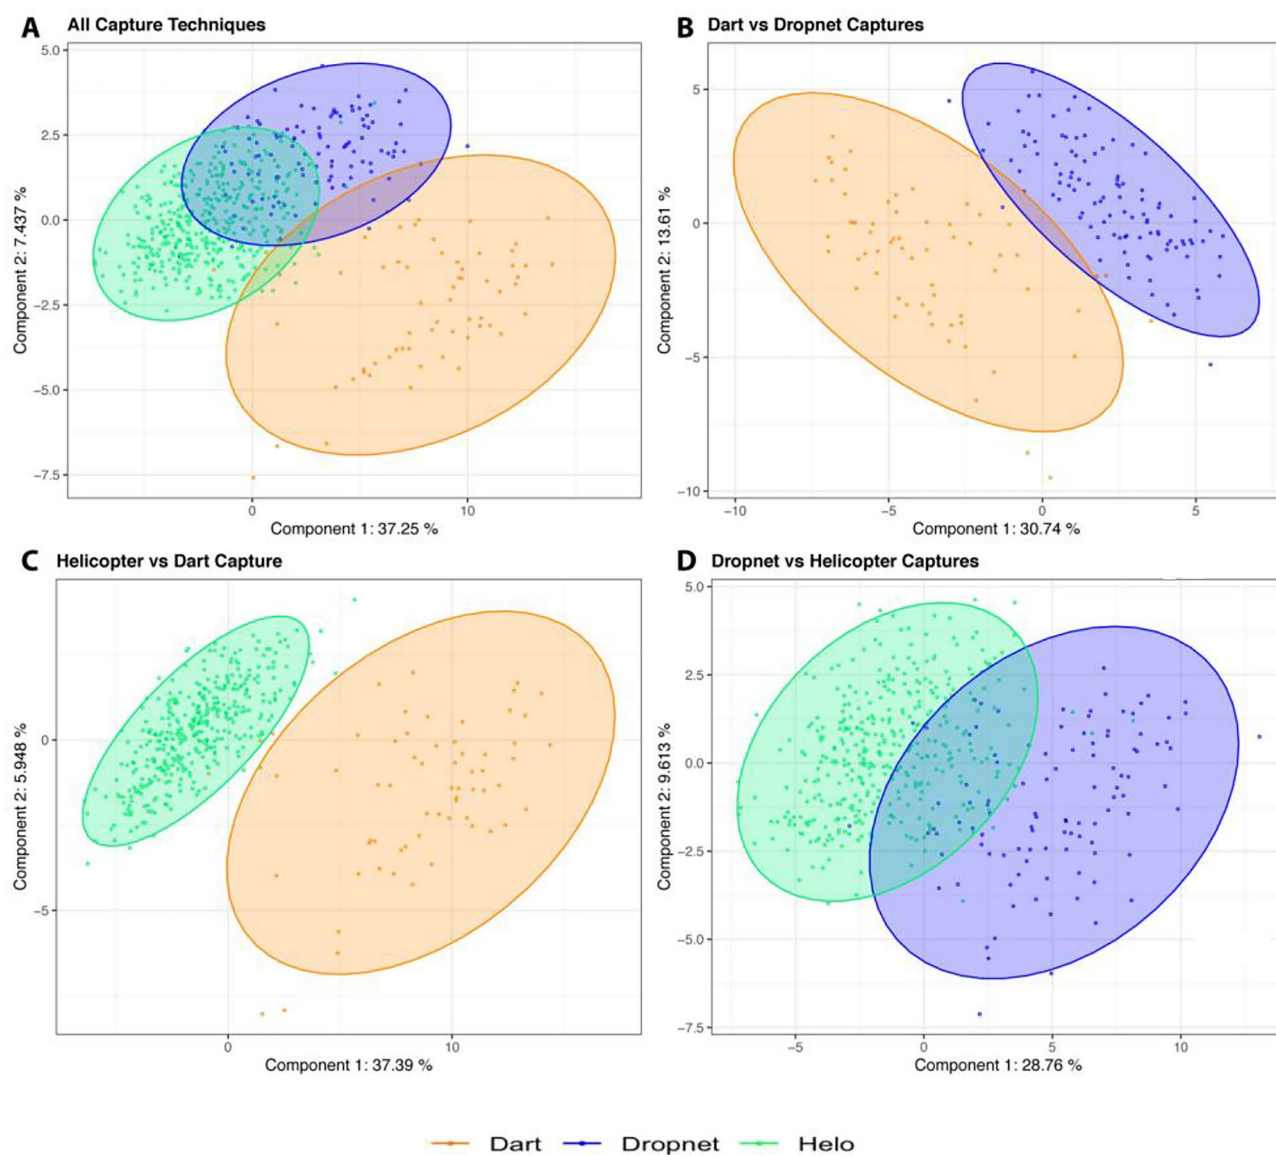 A All Capture Techniques
5.0
2.5
0.0
−2.5
−5.0
−7.5
Component 2: 7.437 %
0 10
Component 1: 37.25 %
B Dart vs Dropnet Captures
5
0
−5
−10
Component 2: 13.61 %
−10 −5 0 5
Component 1: 30.74 %
C Helicopter vs Dart Capture
0
−5
Component 2: 5.948 %
0 10
Component 1: 37.39 %
D Dropnet vs Helicopter Captures
5.0
2.5
0.0
−2.5
−5.0
−7.5
Component 2: 9.613 %
−5 0 5 10
Component 1: 28.76 %
Dart Dropnet Helo